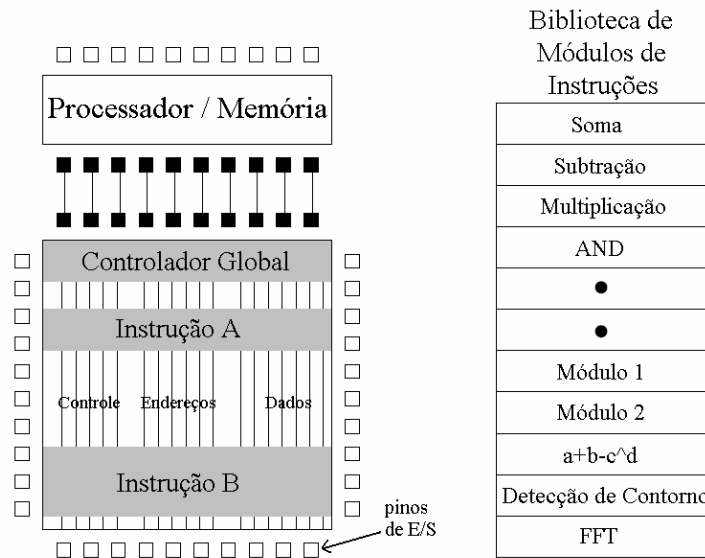 Processador / Memória
Controlador Global
Instrução A
Controle Endereços Dados
Instrução B
pinos
de E/S
Biblioteca de
Módulos de
Instruções
Soma
Subtração
Multiplicação
AND
Módulo 1
Módulo 2
a+b-c^d
Detecção de Contorno
FFT